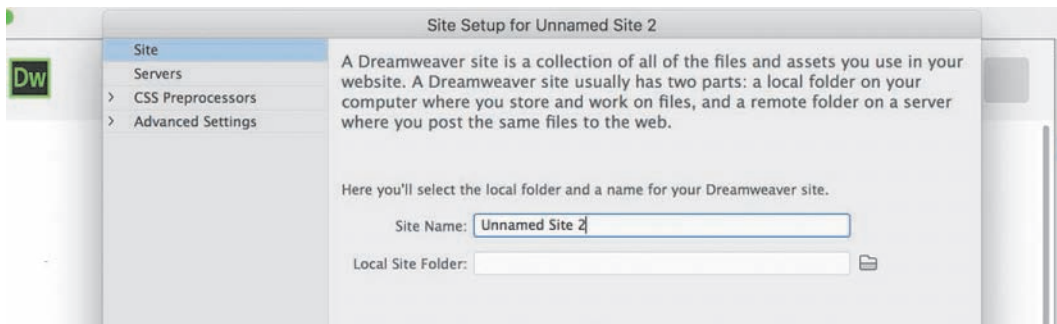 Site Setup for Unnamed Site 2
Dw
Site
Servers
CSS Preprocessors
Advanced Settings
A Dreamweaver site is a collection of all of the files and assets you use in your
website. A Dreamweaver site usually has two parts: a local folder on your
computer where you store and work on files, and a remote folder on a server
where you post the same files to the web.
Here you'll select the local folder and a name for your Dreamweaver site.
Site Name: Unnamed Site 2
Local Site Folder: